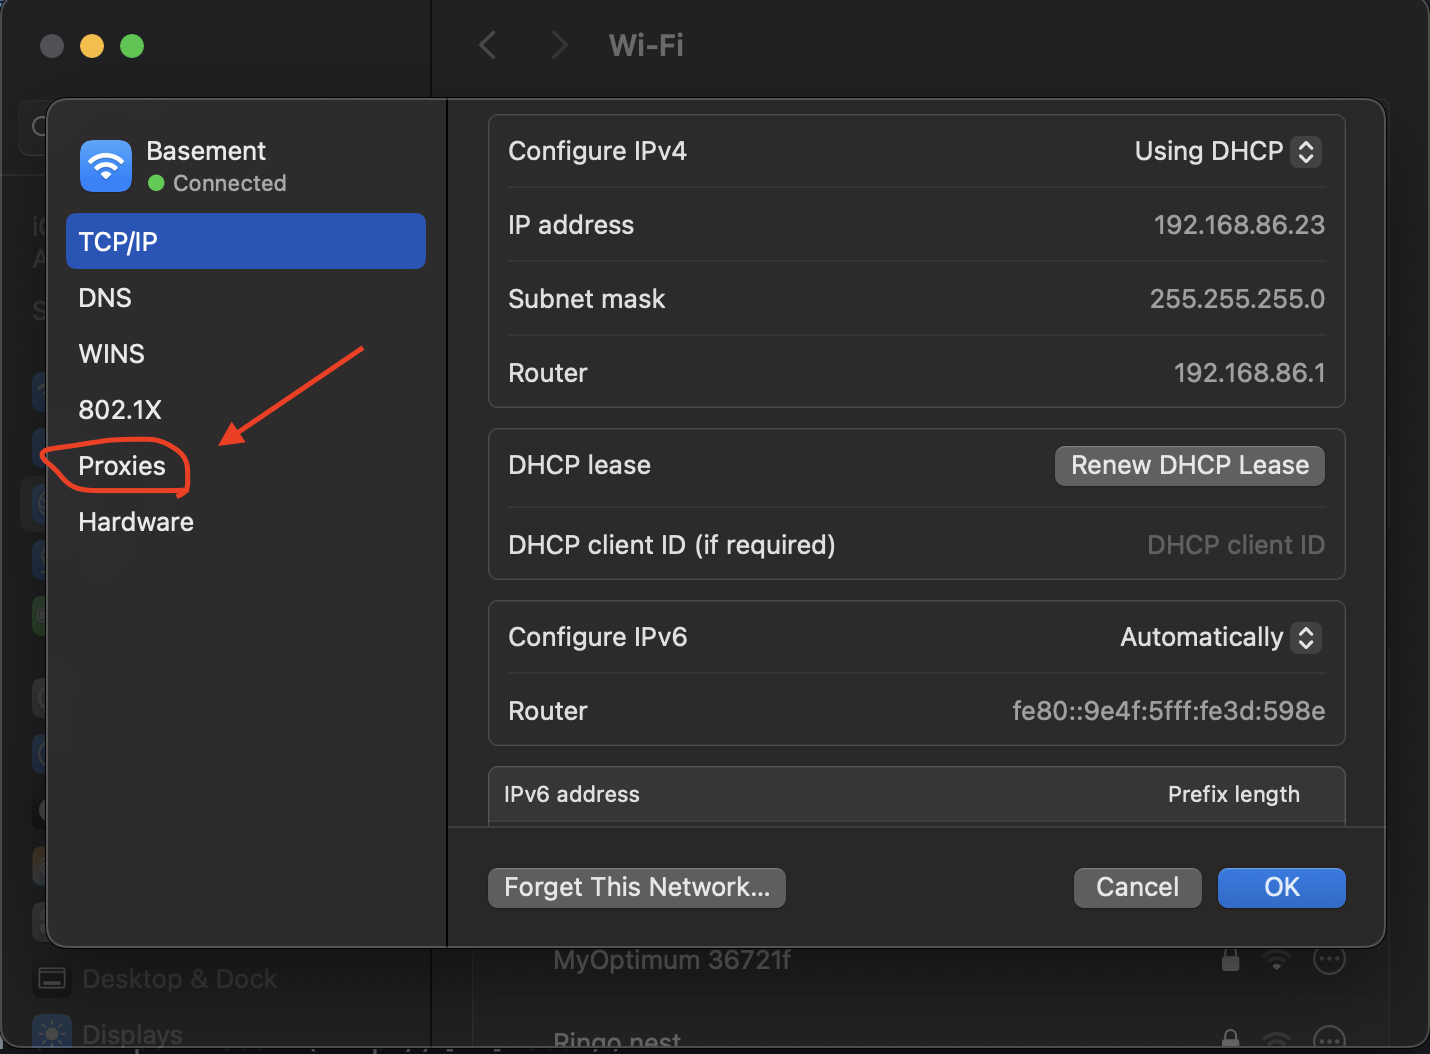 Wi-Fi
Basement
Connected
TCP/IP
DNS
WINS
802.1X
Proxies
Hardware
Configure IPv4
Using DHCP
IP address
192.168.86.23
Subnet mask
255.255.255.0
Router
192.168.86.1
DHCP lease
Renew DHCP Lease
DHCP client ID (if required)
DHCP client ID
Configure IPv6
Automatically
Router
fe80::9e4f:5fff:fe3d:598e
IPv6 address
Prefix length
Forget This Network...
Cancel
OK
MyOptimum 36721f
Desktop & Dock
Displays
Ringo nest